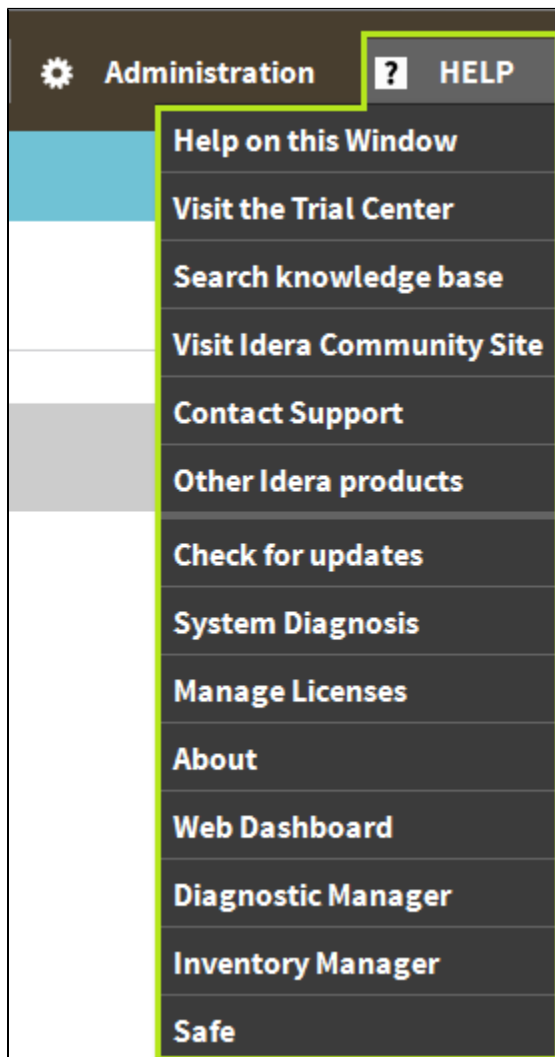 Administration
? HELP
Help on this Window
Visit the Trial Center
Search knowledge base
Visit Idera Community Site
Contact Support
Other Idera products
Check for updates
System Diagnosis
Manage Licenses
About
Web Dashboard
Diagnostic Manager
Inventory Manager
Safe